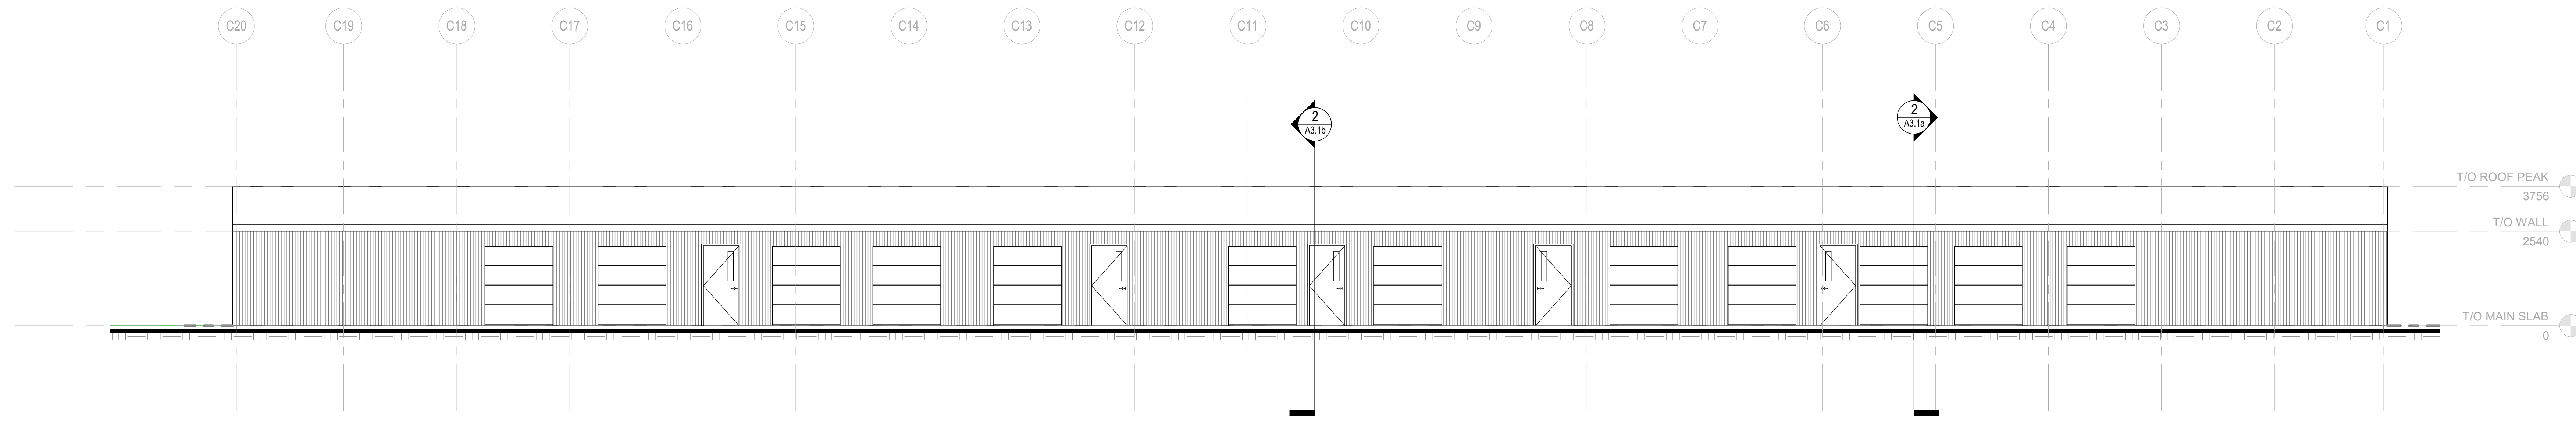 C20 C19 C18 C17 C16 C15 C14 C13 C12 C11 C10 C9 C8 C7 C6 C5 C4 C3 C2 C1
2
A3.1b
2
A3.1a
T/O ROOF PEAK
3756
T/O WALL
2540
T/O MAIN SLAB
0